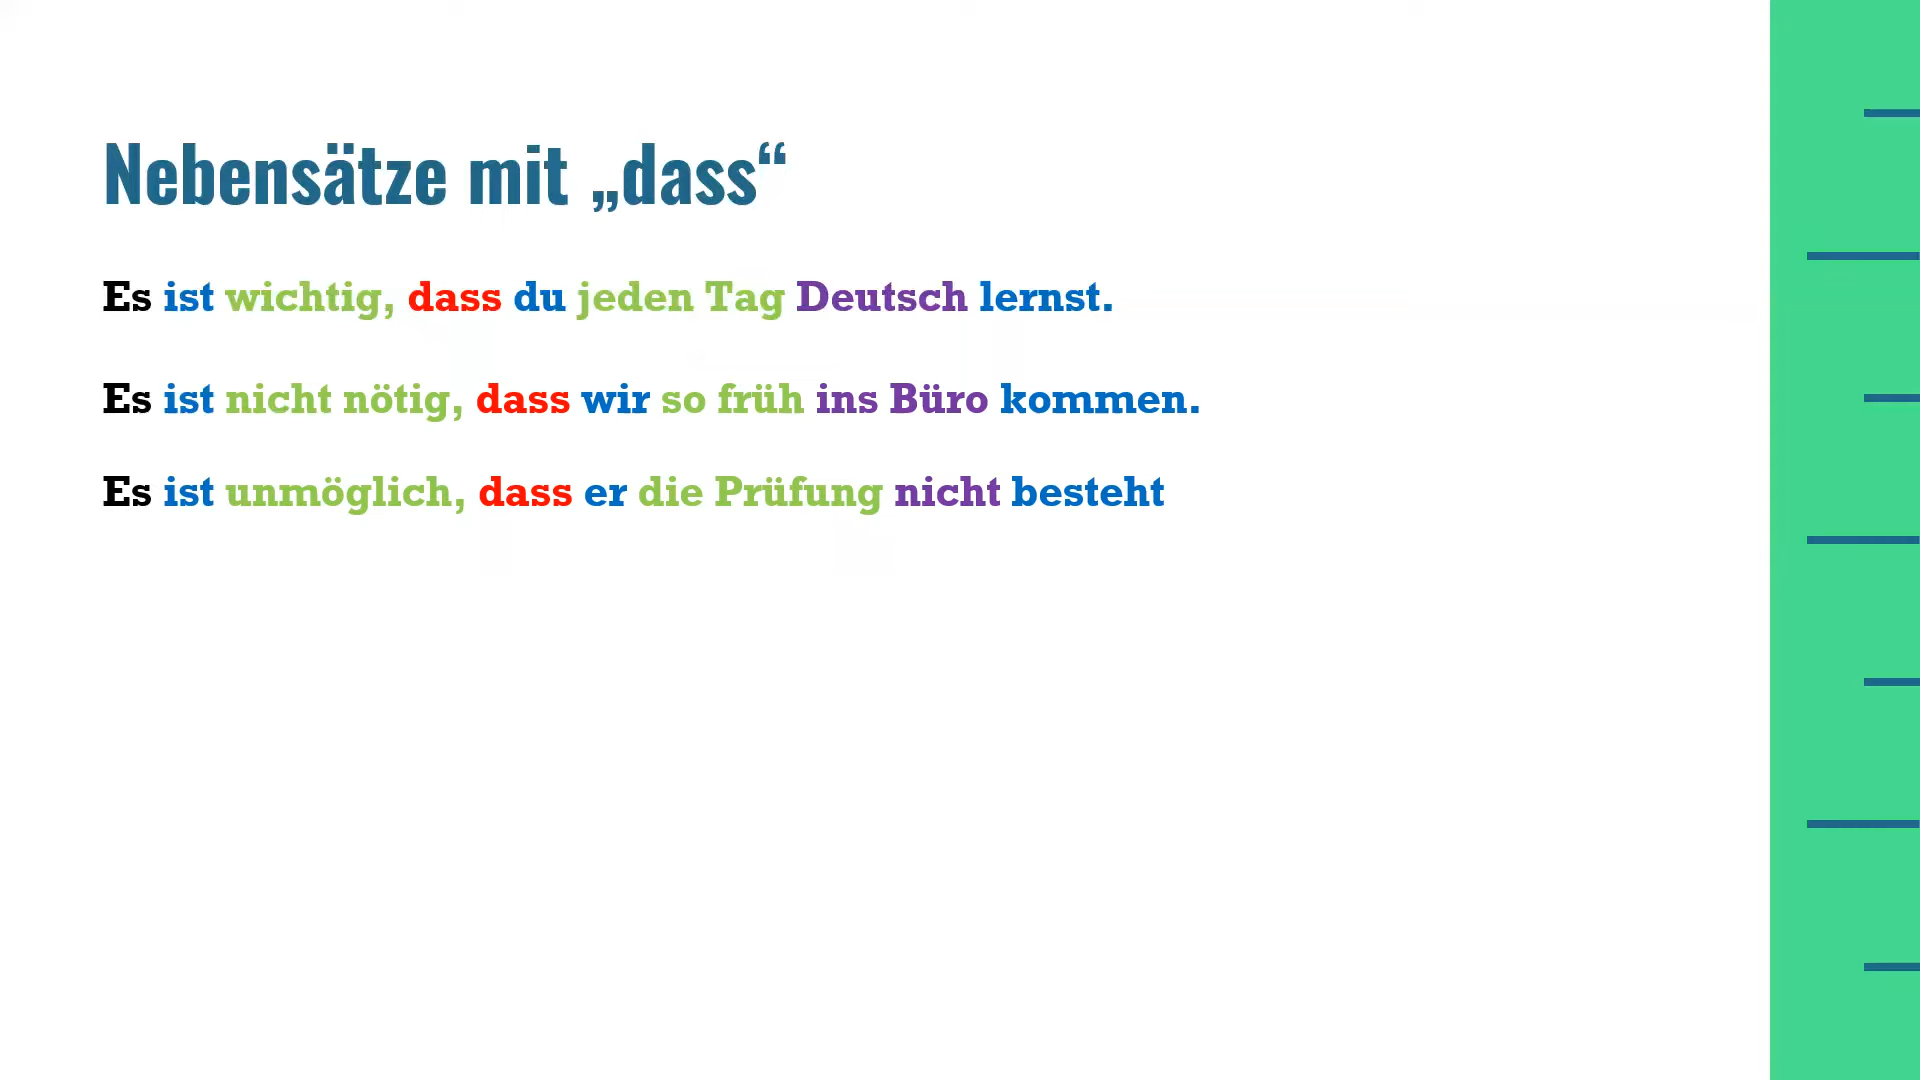 Nebensätze mit „dass“
Es ist wichtig, dass du jeden Tag Deutsch lernst.
Es ist nicht nötig, dass wir so früh ins Büro kommen.
Es ist unmöglich, dass er die Prüfung nicht besteht